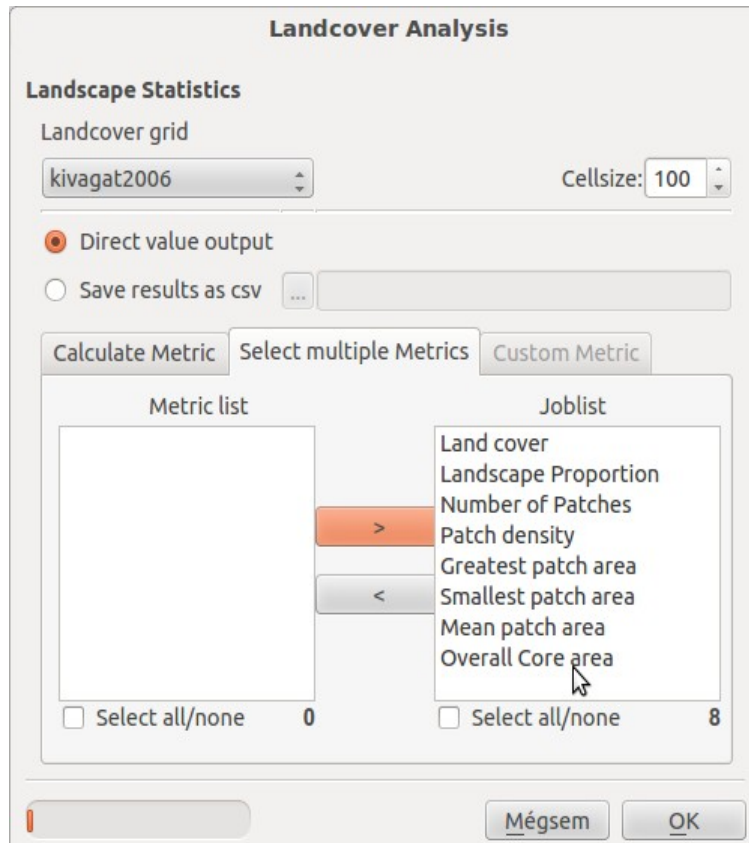 Landcover Analysis
Landscape Statistics
Landcover grid
kivagat2006
Cellsize: 100
Direct value output
Save results as csv ...
Calculate Metric Select multiple Metrics Custom Metric
Metric list Joblist
Land cover
Landscape Proportion
Number of Patches
> Patch density
Greatest patch area
< Smallest patch area
Mean patch area
Overall Core area
Select all/none 0 Select all/none 8
Mégsem OK